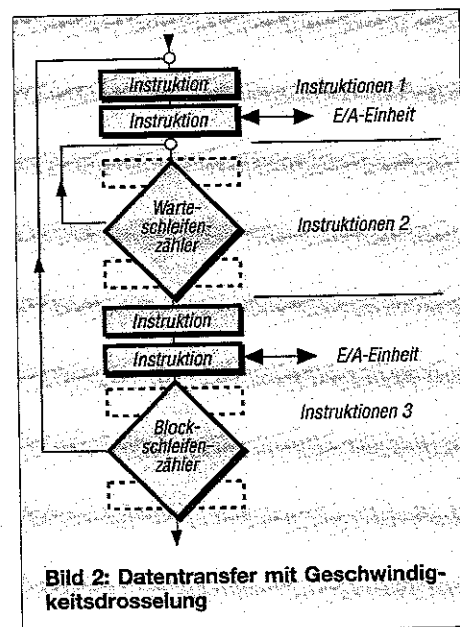 Instruktion
Instruktionen 1
Instruktion
E/A-Einheit
Warte-
schleifen-
zähler
Instruktionen 2
Instruktion
Instruktion
E/A-Einheit
Instruktionen 3
Block-
schleifen-
zähler
Bild 2: Datentransfer mit Geschwindig-
keitsdrosselung